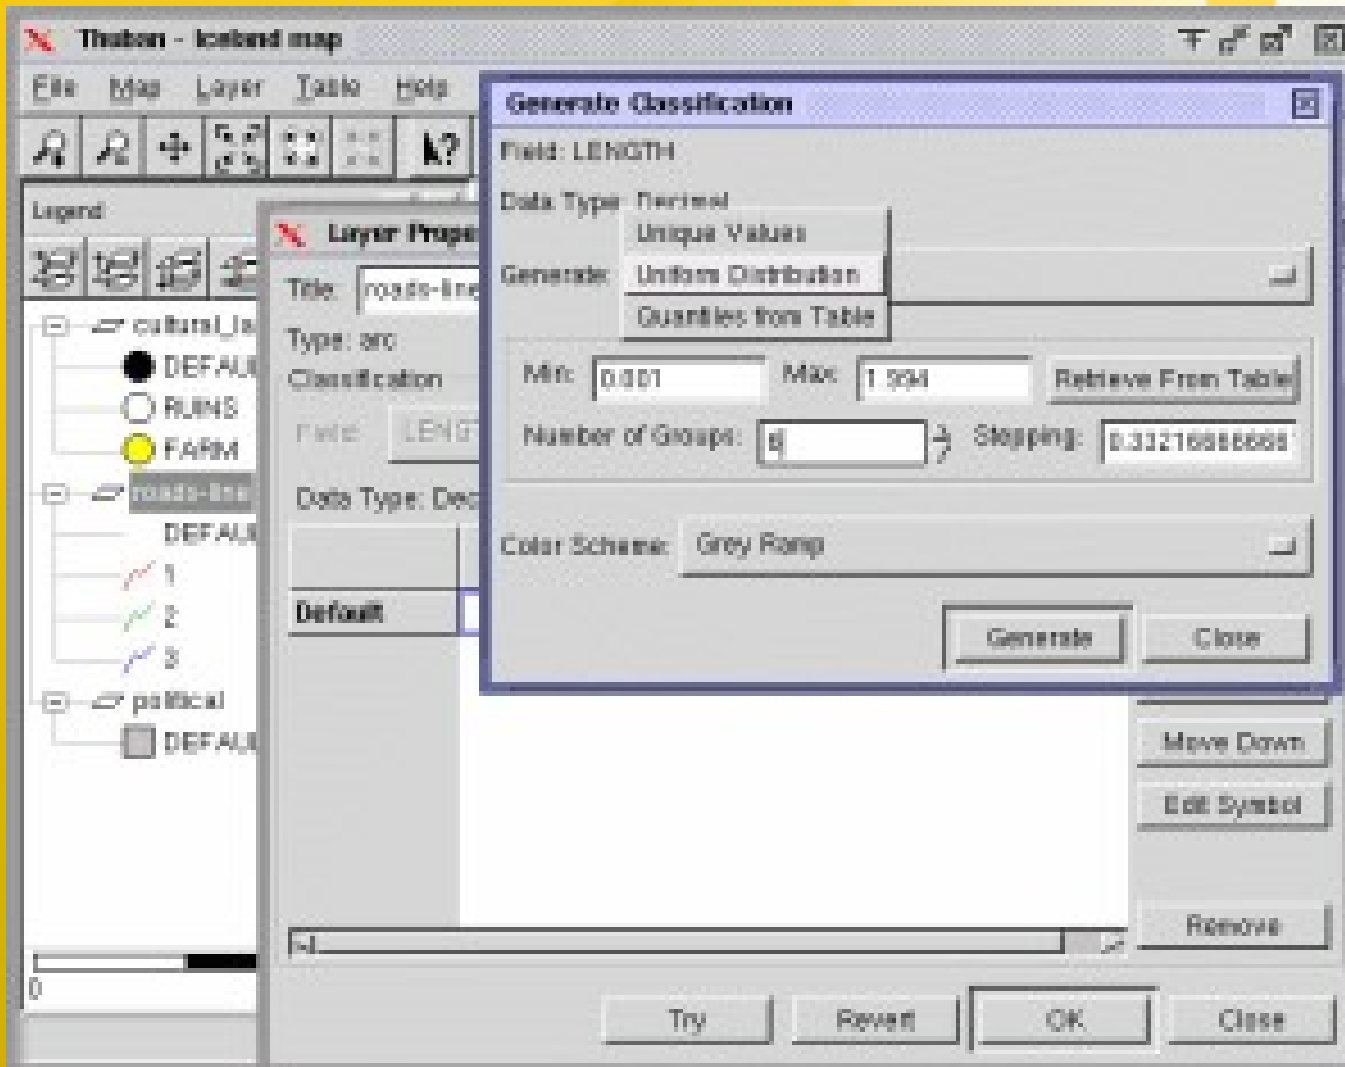 Thuban - Iceland map
File Map Layer Table Help
Generate Classification
Field: LENGTH
Data Type: Decimal
Unique Values
Generate: Uniform Distribution
Quantiles from Table
Min: 0.001 Max: 1.994 Retrieve From Table
Number of Groups: 6 Stepping:
Color Scheme: Grey Ramp
Generate Close
Legend
cultural_la
DEFAU
RUINS
FARM
roads-line
DEFAU
1
2
3
political
DEFAU
0
Layer Prope
Title: roads-line
Type: arc
Classification
Field: LENGT
Data Type: Dec
Default
Move Down
Edit Symbol
Remove
Try Revert OK Close